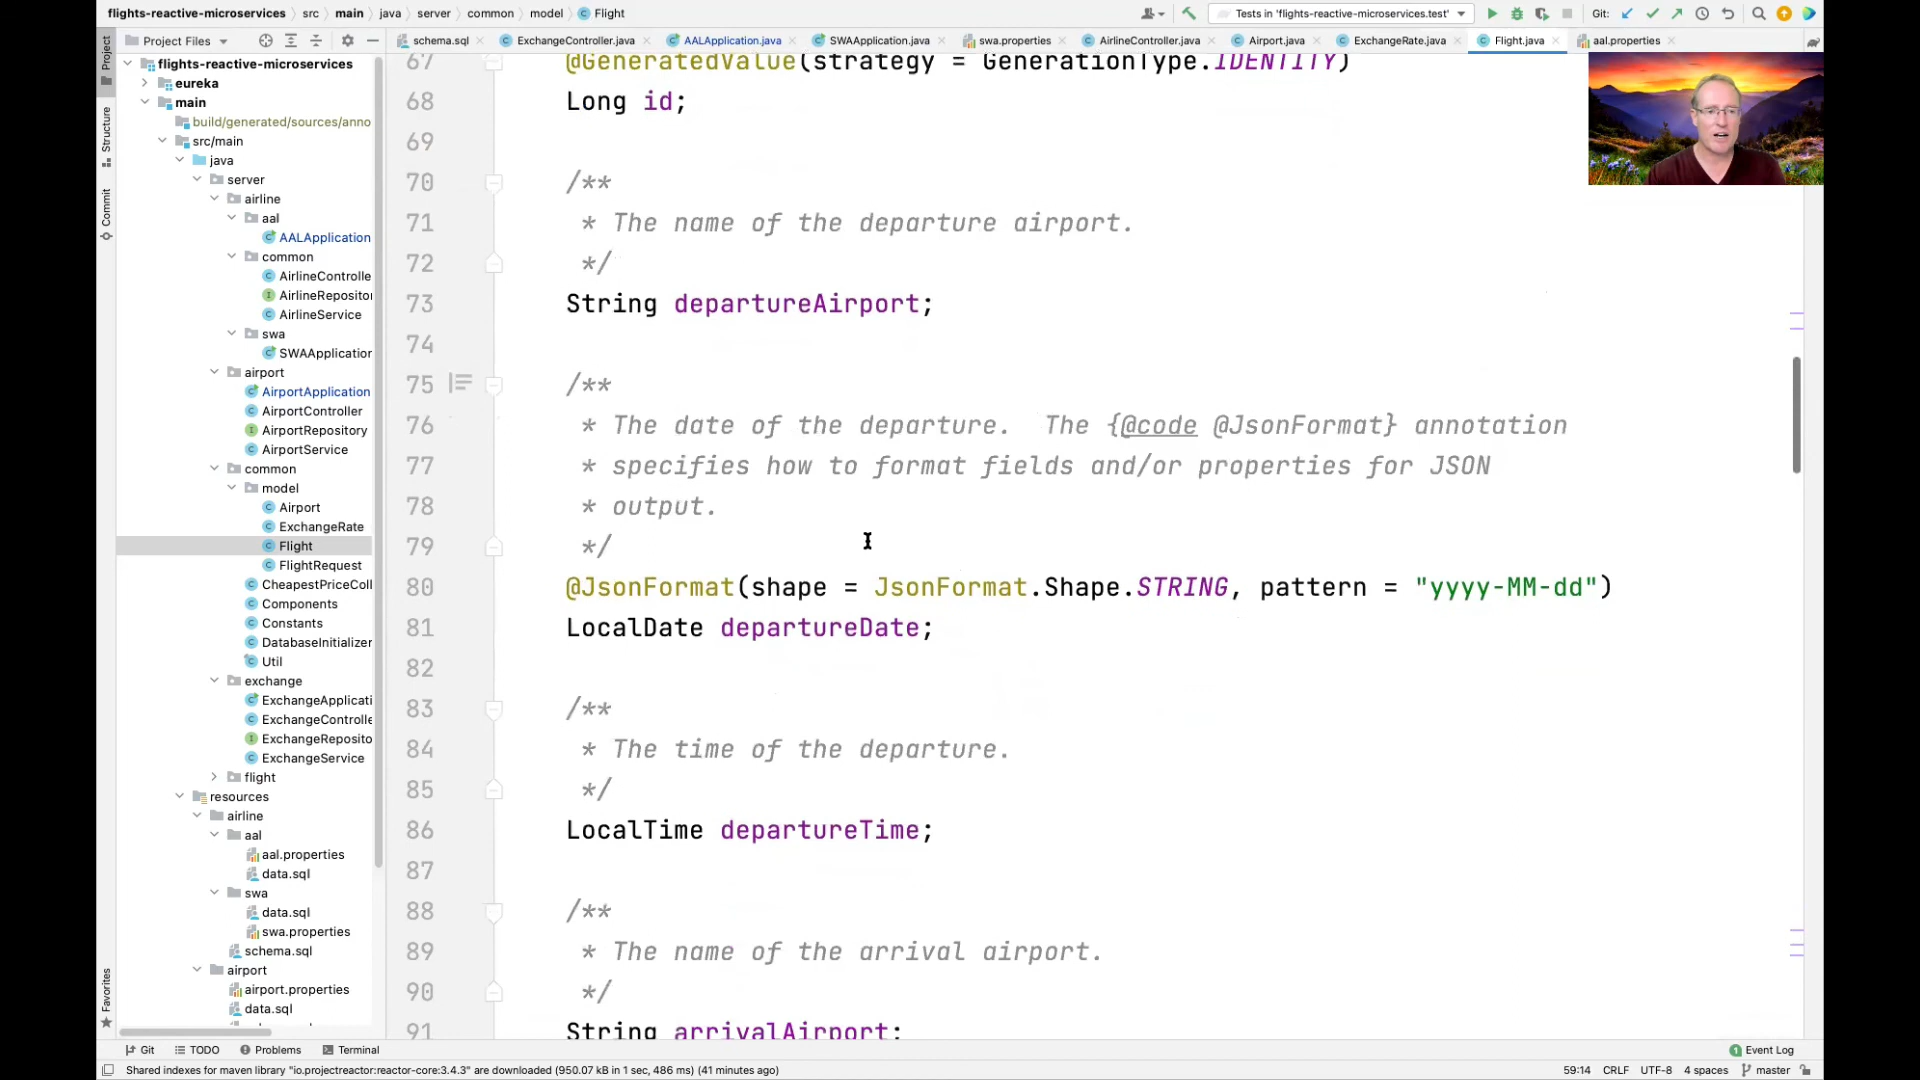 flights-reactive-microservices › src › main › java › server › common › model › Flight
Tests in 'flights-reactive-microservices.test'
Git:
Project Files
schema.sql
ExchangeController.java
AALApplication.java
SWAApplication.java
swa.properties
AirlineController.java
Airport.java
ExchangeRate.java
Flight.java
aal.properties
Project
Structure
Commit
Favorites
flights-reactive-microservices
eureka
main
build/generated/sources/anno
src/main
java
server
airline
aal
AALApplication
common
AirlineControlle
AirlineReposito
AirlineService
swa
SWAApplication
airport
AirportApplication
AirportController
AirportRepository
AirportService
common
model
Airport
ExchangeRate
Flight
FlightRequest
CheapestPriceColl
Components
Constants
DatabaseInitializer
Util
exchange
ExchangeApplicati
ExchangeControlle
ExchangeReposito
ExchangeService
flight
resources
airline
aal
aal.properties
data.sql
swa
data.sql
swa.properties
schema.sql
airport
airport.properties
data.sql
67 @GeneratedValue(strategy = GenerationType.IDENTITY)
68 Long id;
69
70 /**
71 * The name of the departure airport.
72 */
73 String departureAirport;
74
75 /**
76 * The date of the departure.  The {@code @JsonFormat} annotation
77 * specifies how to format fields and/or properties for JSON
78 * output.
79 */
80 @JsonFormat(shape = JsonFormat.Shape.STRING, pattern = "yyyy-MM-dd")
81 LocalDate departureDate;
82
83 /**
84 * The time of the departure.
85 */
86 LocalTime departureTime;
87
88 /**
89 * The name of the arrival airport.
90 */
91 String arrivalAirport;
Git
TODO
Problems
Terminal
1 Event Log
Shared indexes for maven library "io.projectreactor:reactor-core:3.4.3" are downloaded (950.07 kB in 1 sec, 486 ms) (41 minutes ago)
59:14 CRLF UTF-8 4 spaces master